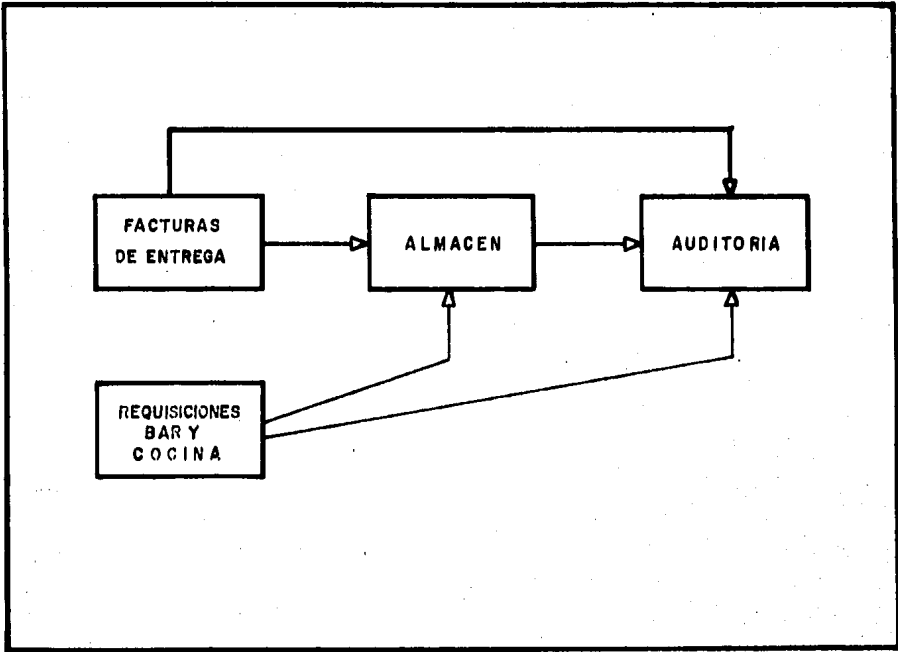 FACTURAS
DE ENTREGA
ALMACEN
AUDITORIA
REQUISICIONES
BAR Y
COCINA